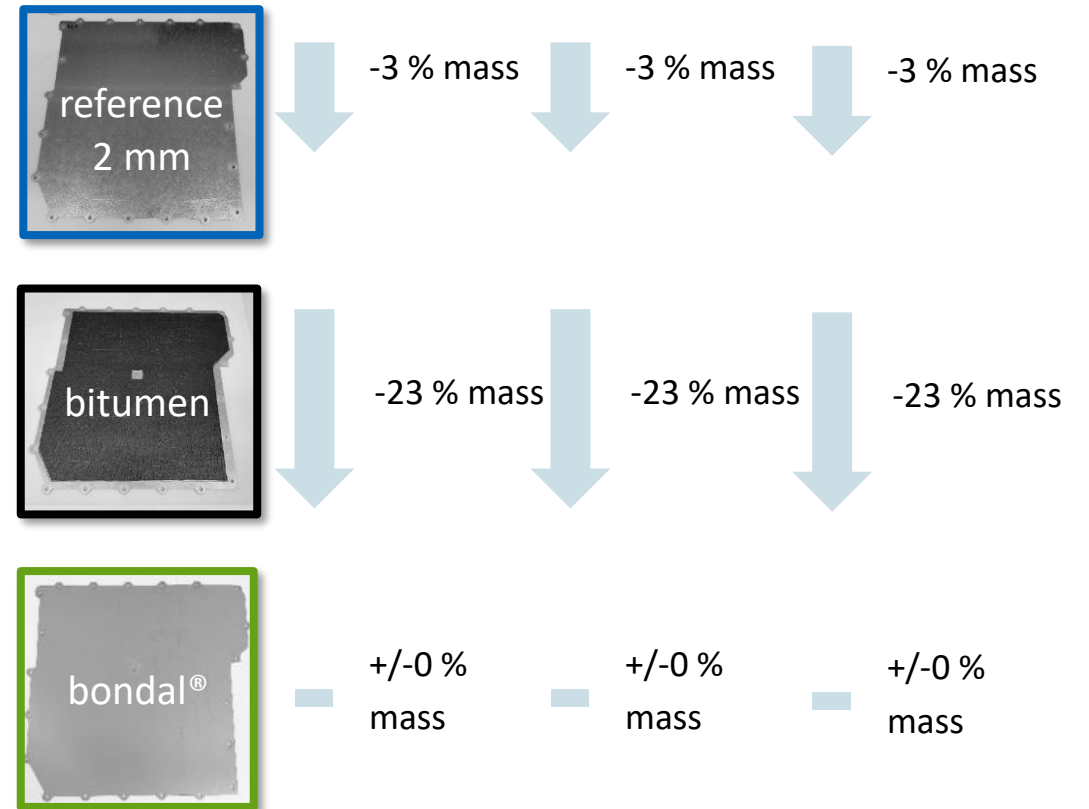 reference
2 mm
-3 % mass
-3 % mass
-3 % mass
bitumen
-23 % mass
-23 % mass
-23 % mass
bondal®
+/-0 %
mass
+/-0 %
mass
+/-0 %
mass